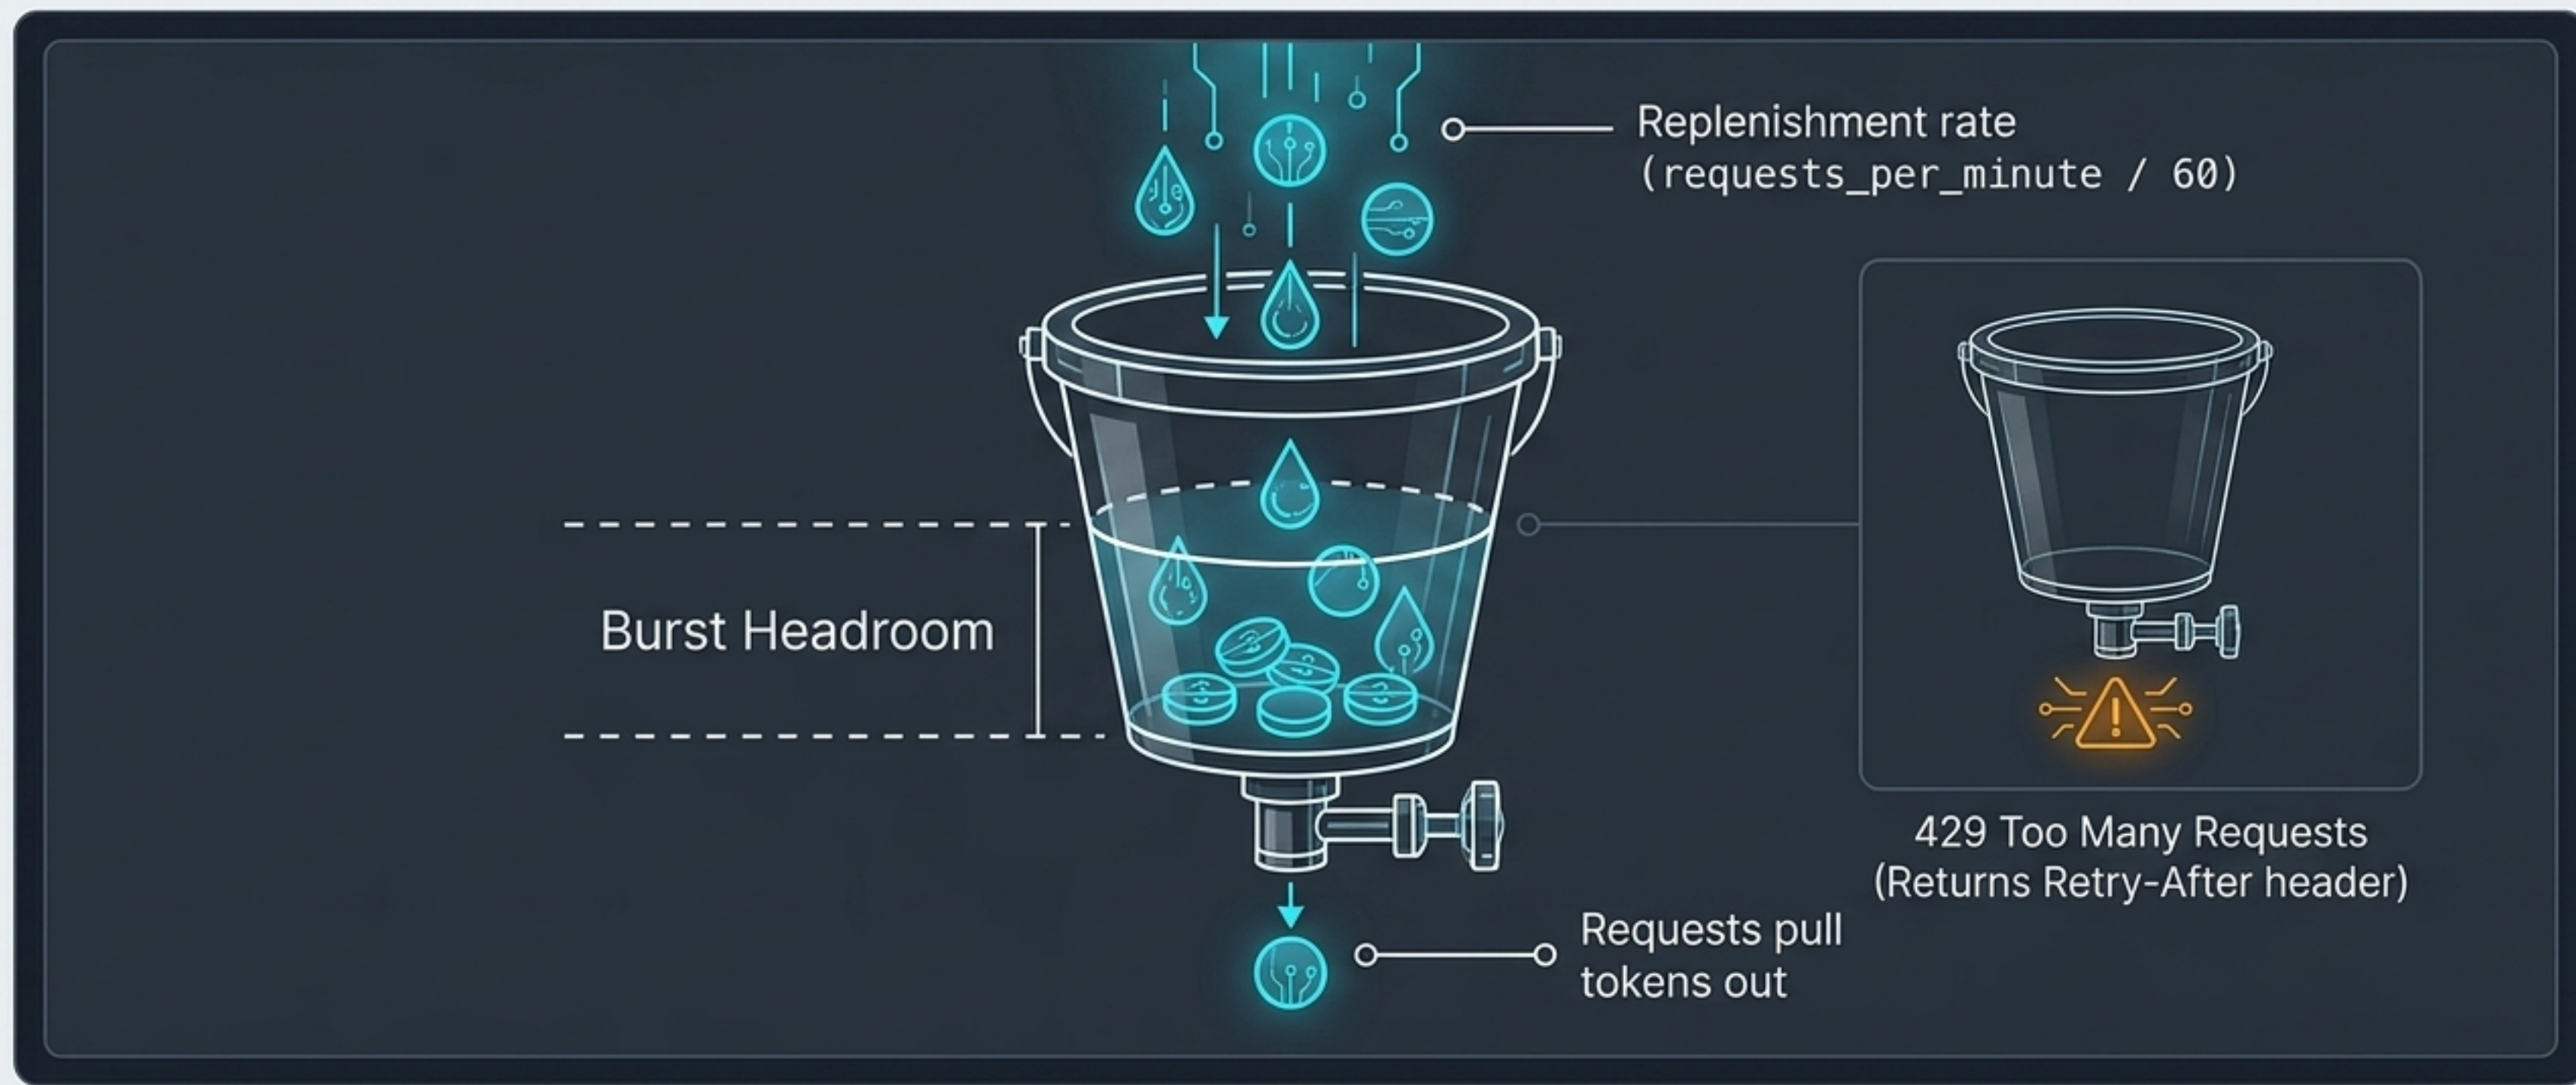 Replenishment rate
(requests_per_minute / 60)
Burst Headroom
429 Too Many Requests
(Returns Retry-After header)
Requests pull
tokens out